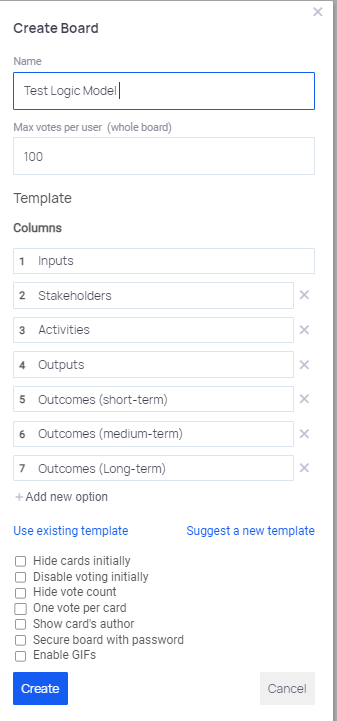 Create Board
Name
Test Logic Model
Max votes per user (whole board)
100
Template
Columns
1 Inputs
2 Stakeholders
3 Activities
4 Outputs
5 Outcomes (short-term)
6 Outcomes (medium-term)
7 Outcomes (Long-term)
+ Add new option
Use existing template Suggest a new template
Hide cards initially
Disable voting initially
Hide vote count
One vote per card
Show card's author
Secure board with password
Enable GIFs
Create Cancel